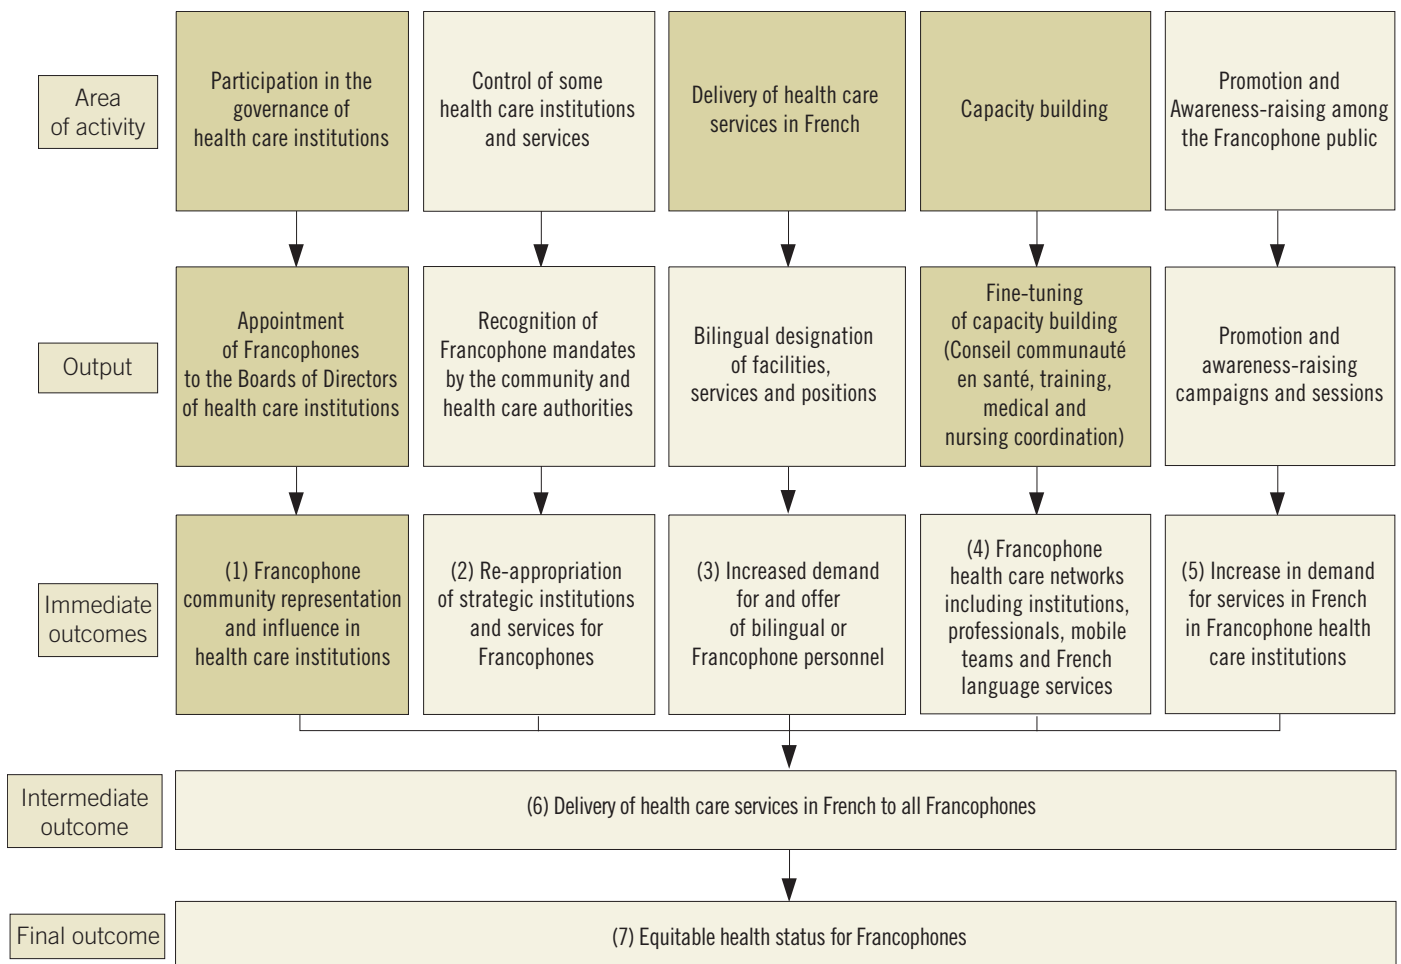 Area
of activity
Participation in the
governance of
health care institutions
Control of some
health care institutions
and services
Delivery of health care
services in French
Capacity building
Promotion and
Awareness-raising among
the Francophone public
Output
Appointment
of Francophones
to the Boards of Directors
of health care institutions
Recognition of
Francophone mandates
by the community and
health care authorities
Bilingual designation
of facilities,
services and positions
Fine-tuning
of capacity building
(Conseil communauté
en santé, training,
medical and
nursing coordination)
Promotion and
awareness-raising
campaigns and sessions
Immediate
outcomes
(1) Francophone
community representation
and influence in
health care institutions
(2) Re-appropriation
of strategic institutions
and services for
Francophones
(3) Increased demand
for and offer
of bilingual or
Francophone personnel
(4) Francophone
health care networks
including institutions,
professionals, mobile
teams and French
language services
(5) Increase in demand
for services in French
in Francophone health
care institutions
Intermediate
outcome
(6) Delivery of health care services in French to all Francophones
Final outcome
(7) Equitable health status for Francophones